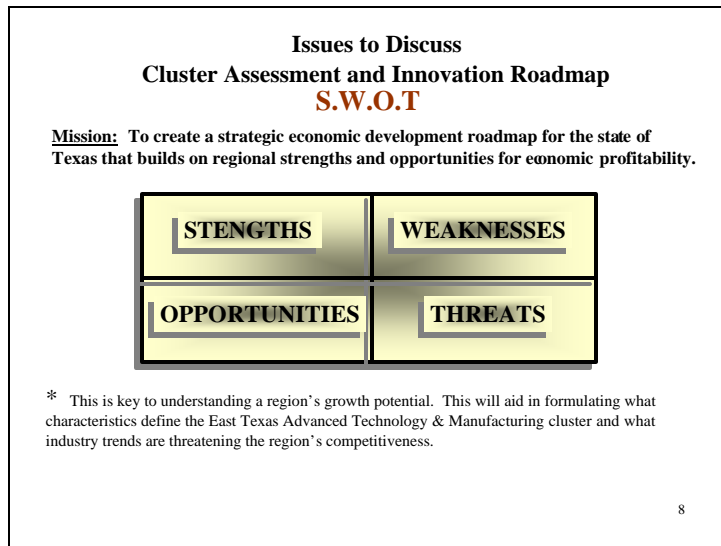 Issues to Discuss
Cluster Assessment and Innovation Roadmap
S.W.O.T
Mission: To create a strategic economic development roadmap for the state of
Texas that builds on regional strengths and opportunities for economic profitability.
STENGTHS
WEAKNESSES
OPPORTUNITIES
THREATS
* This is key to understanding a region's growth potential. This will aid in formulating what
characteristics define the East Texas Advanced Technology & Manufacturing cluster and what
industry trends are threatening the region's competitiveness.
8